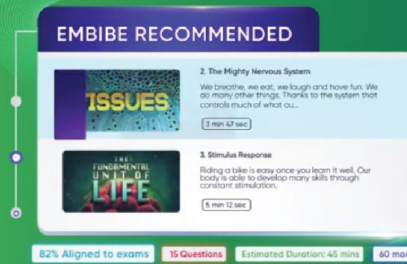 EMBIBE RECOMMENDED
TISSUES
2. The Mighty Nervous System
We breathe, we eat, we laugh and have fun. We
do many other things. Thanks to the system that
controls much of what ou...
3 min 47 sec
THE
FUNDAMENTAL
UNIT OF
LIFE
3. Stimulus Response
Riding a bike is easy once you learn it well. Our
body is able to develop many skills through
constant stimulation.
5 min 12 sec
82% Aligned to exams
15 Questions
Estimated Duration: 45 mins